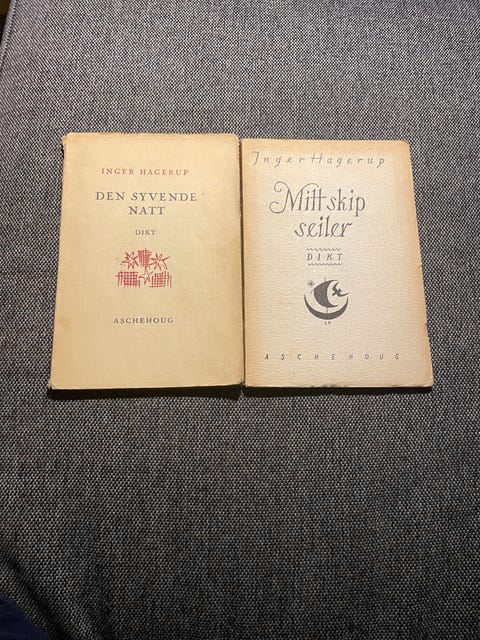 INGER HAGERUP
DEN SYVENDE
NATT
DIKT
ASCHEHOUG
Inger Hagerup
Mitt skip
seiler
DIKT
ASCHEHOUG